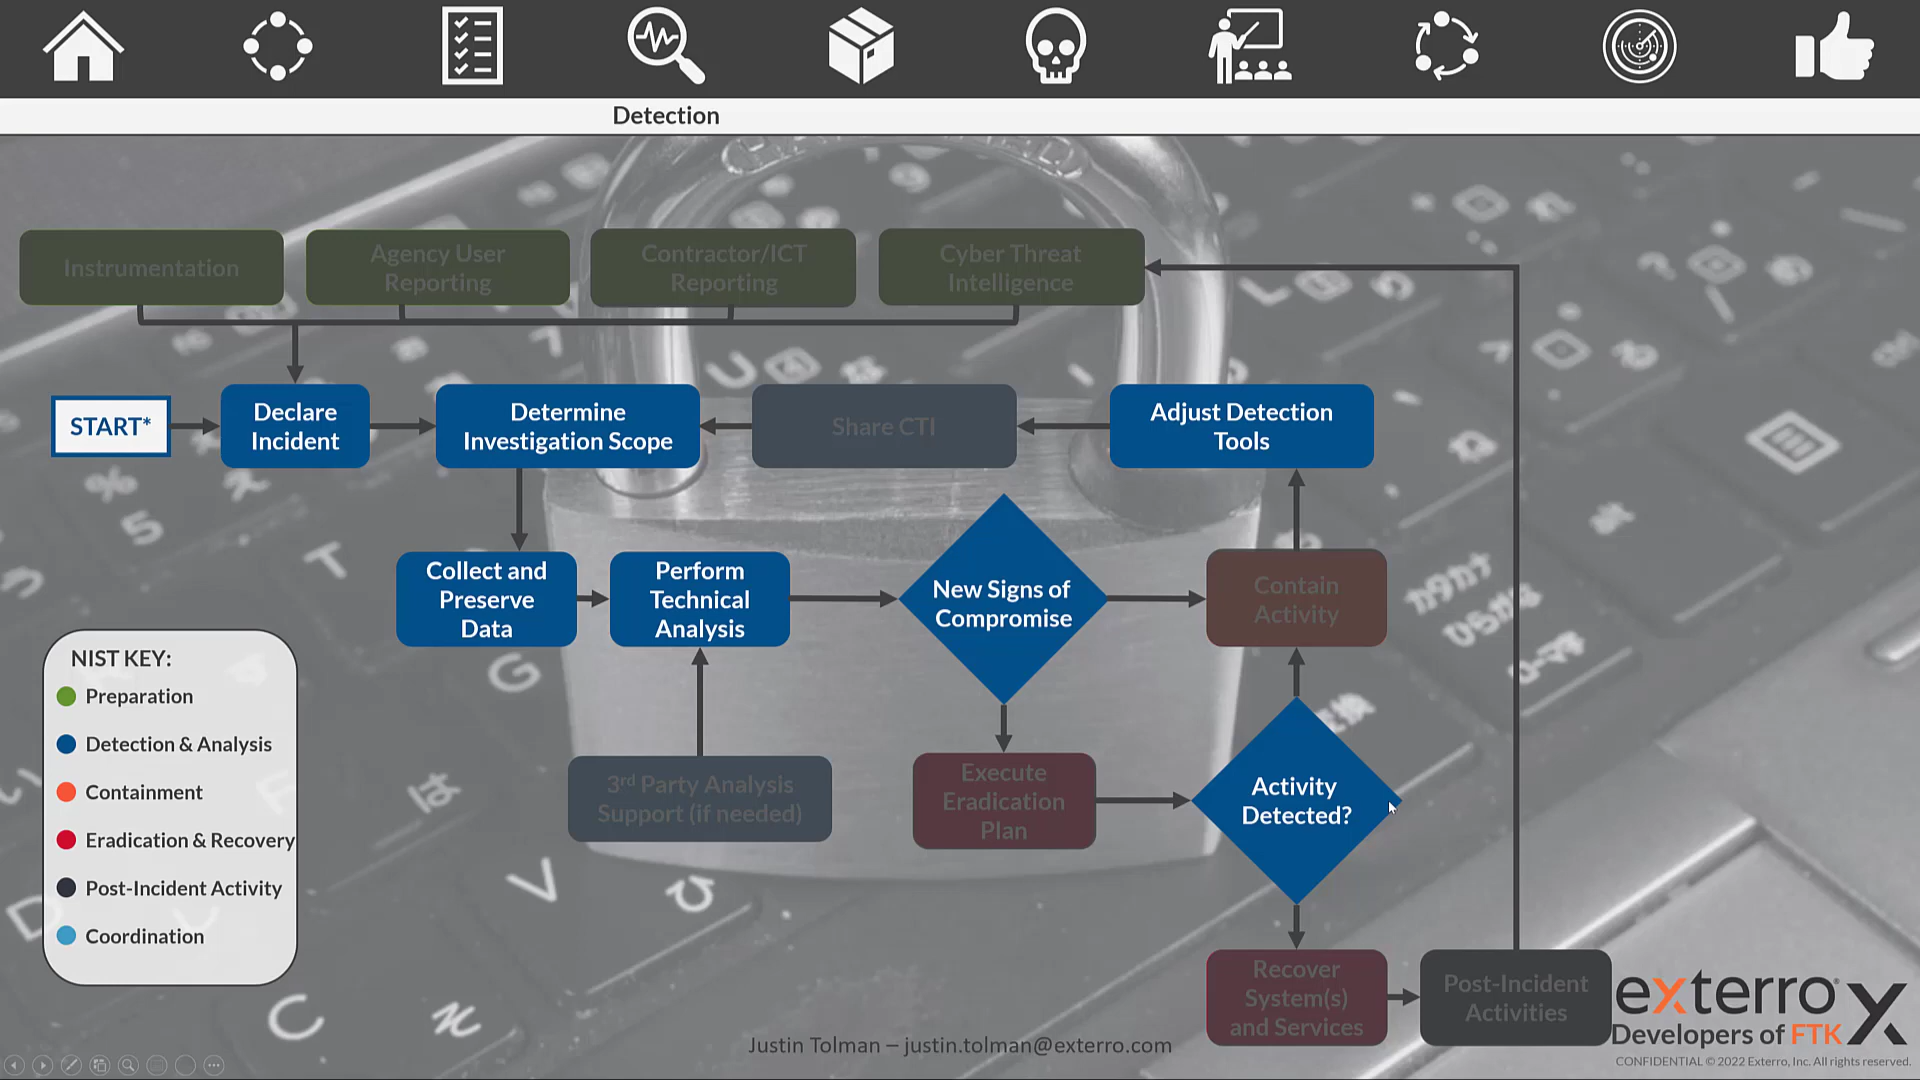 Detection
Instrumentation
Agency User
Reporting
Contractor/ICT
Reporting
Cyber Threat
Intelligence
START*
Declare
Incident
Determine
Investigation Scope
Share CTI
Adjust Detection
Tools
Collect and
Preserve
Data
Perform
Technical
Analysis
New Signs of
Compromise
Contain
Activity
3rd Party Analysis
Support (if needed)
Execute
Eradication
Plan
Activity
Detected?
Recover
System(s)
and Services
Post-Incident
Activities
NIST KEY:
Preparation
Detection & Analysis
Containment
Eradication & Recovery
Post-Incident Activity
Coordination
Justin Tolman – justin.tolman@exterro.com
exterro®
Developers of FTK
CONFIDENTIAL © 2022 Exterro, Inc. All rights reserved.